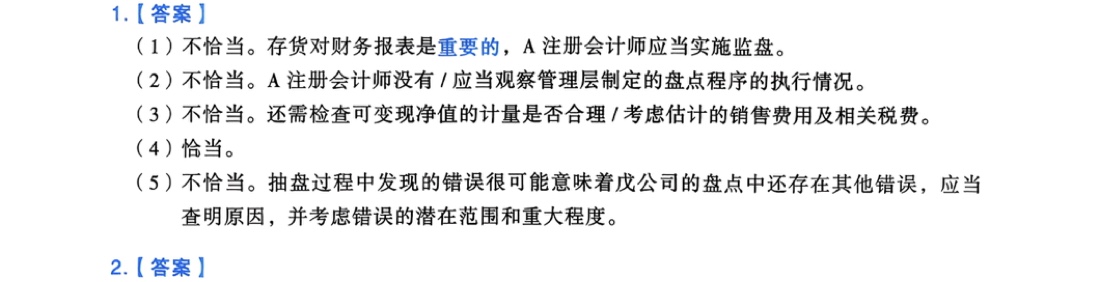 1.【答案】
（1）不恰当。存货对财务报表是重要的，A 注册会计师应当实施监盘。
（2）不恰当。A 注册会计师没有 / 应当观察管理层制定的盘点程序的执行情况。
（3）不恰当。还需检查可变现净值的计量是否合理 / 考虑估计的销售费用及相关税费。
（4）恰当。
（5）不恰当。抽盘过程中发现的错误很可能意味着戊公司的盘点中还存在其他错误，应当
查明原因，并考虑错误的潜在范围和重大程度。
2.【答案】